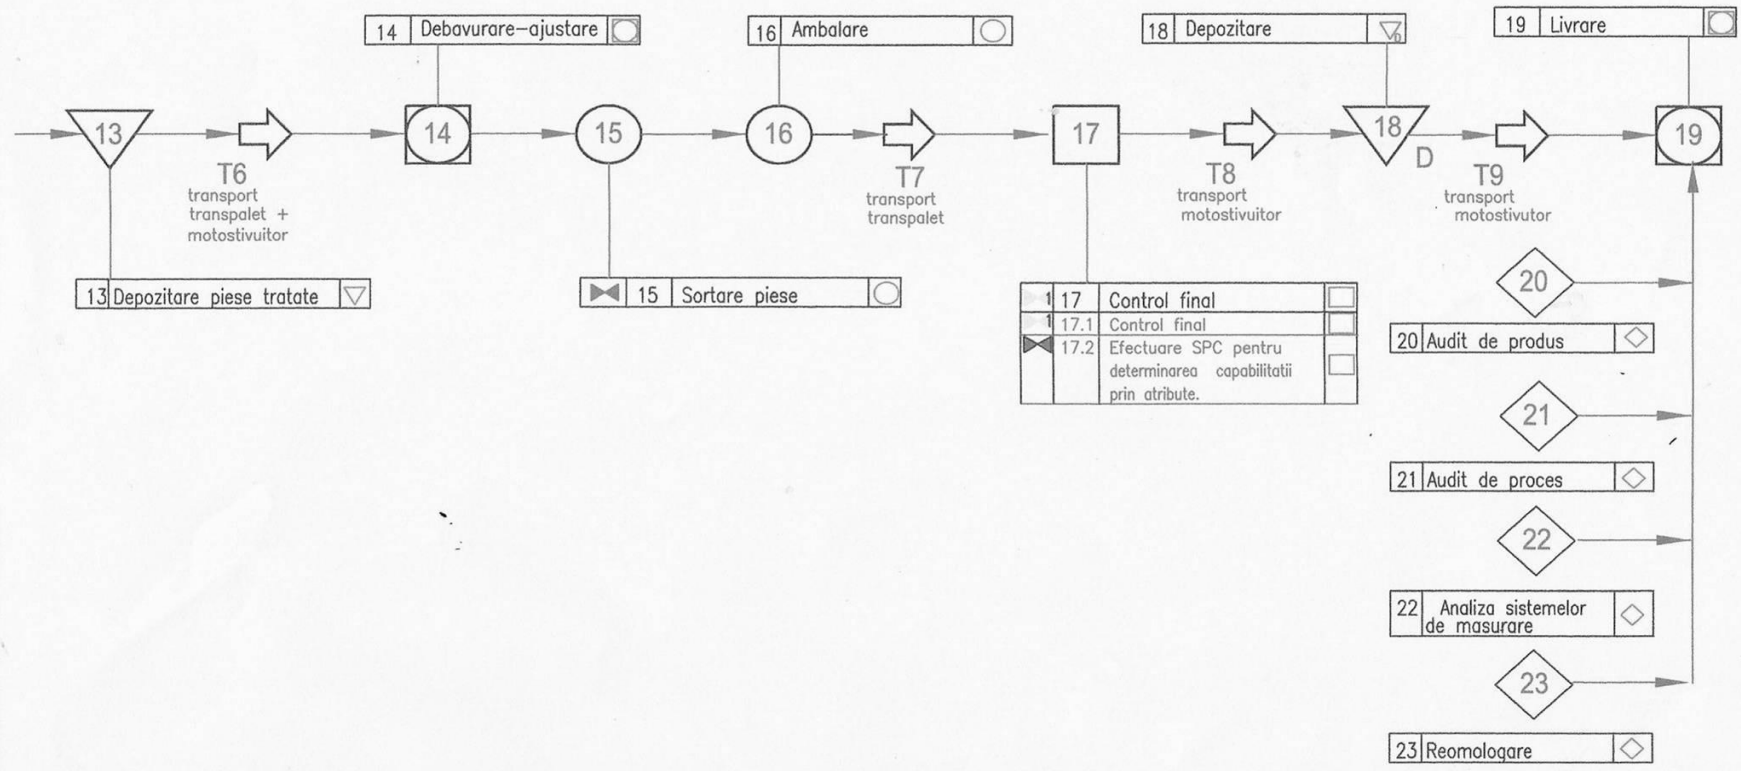 14 Debavurare-ajustare
16 Ambalare
18 Depozitare
D
19 Livrare
13
14
15
16
17
18
D
19
T6
transport
transpalet +
motostivuitor
T7
transport
transpalet
T8
transport
motostivuitor
T9
transport
motostivutor
13 Depozitare piese tratate
15 Sortare piese
1 17 Control final
1 17.1 Control final
17.2 Efectuare SPC pentru
determinarea capabilitatii
prin atribute.
20
20 Audit de produs
21
21 Audit de proces
22
22 Analiza sistemelor
de masurare
23
23 Reomologare